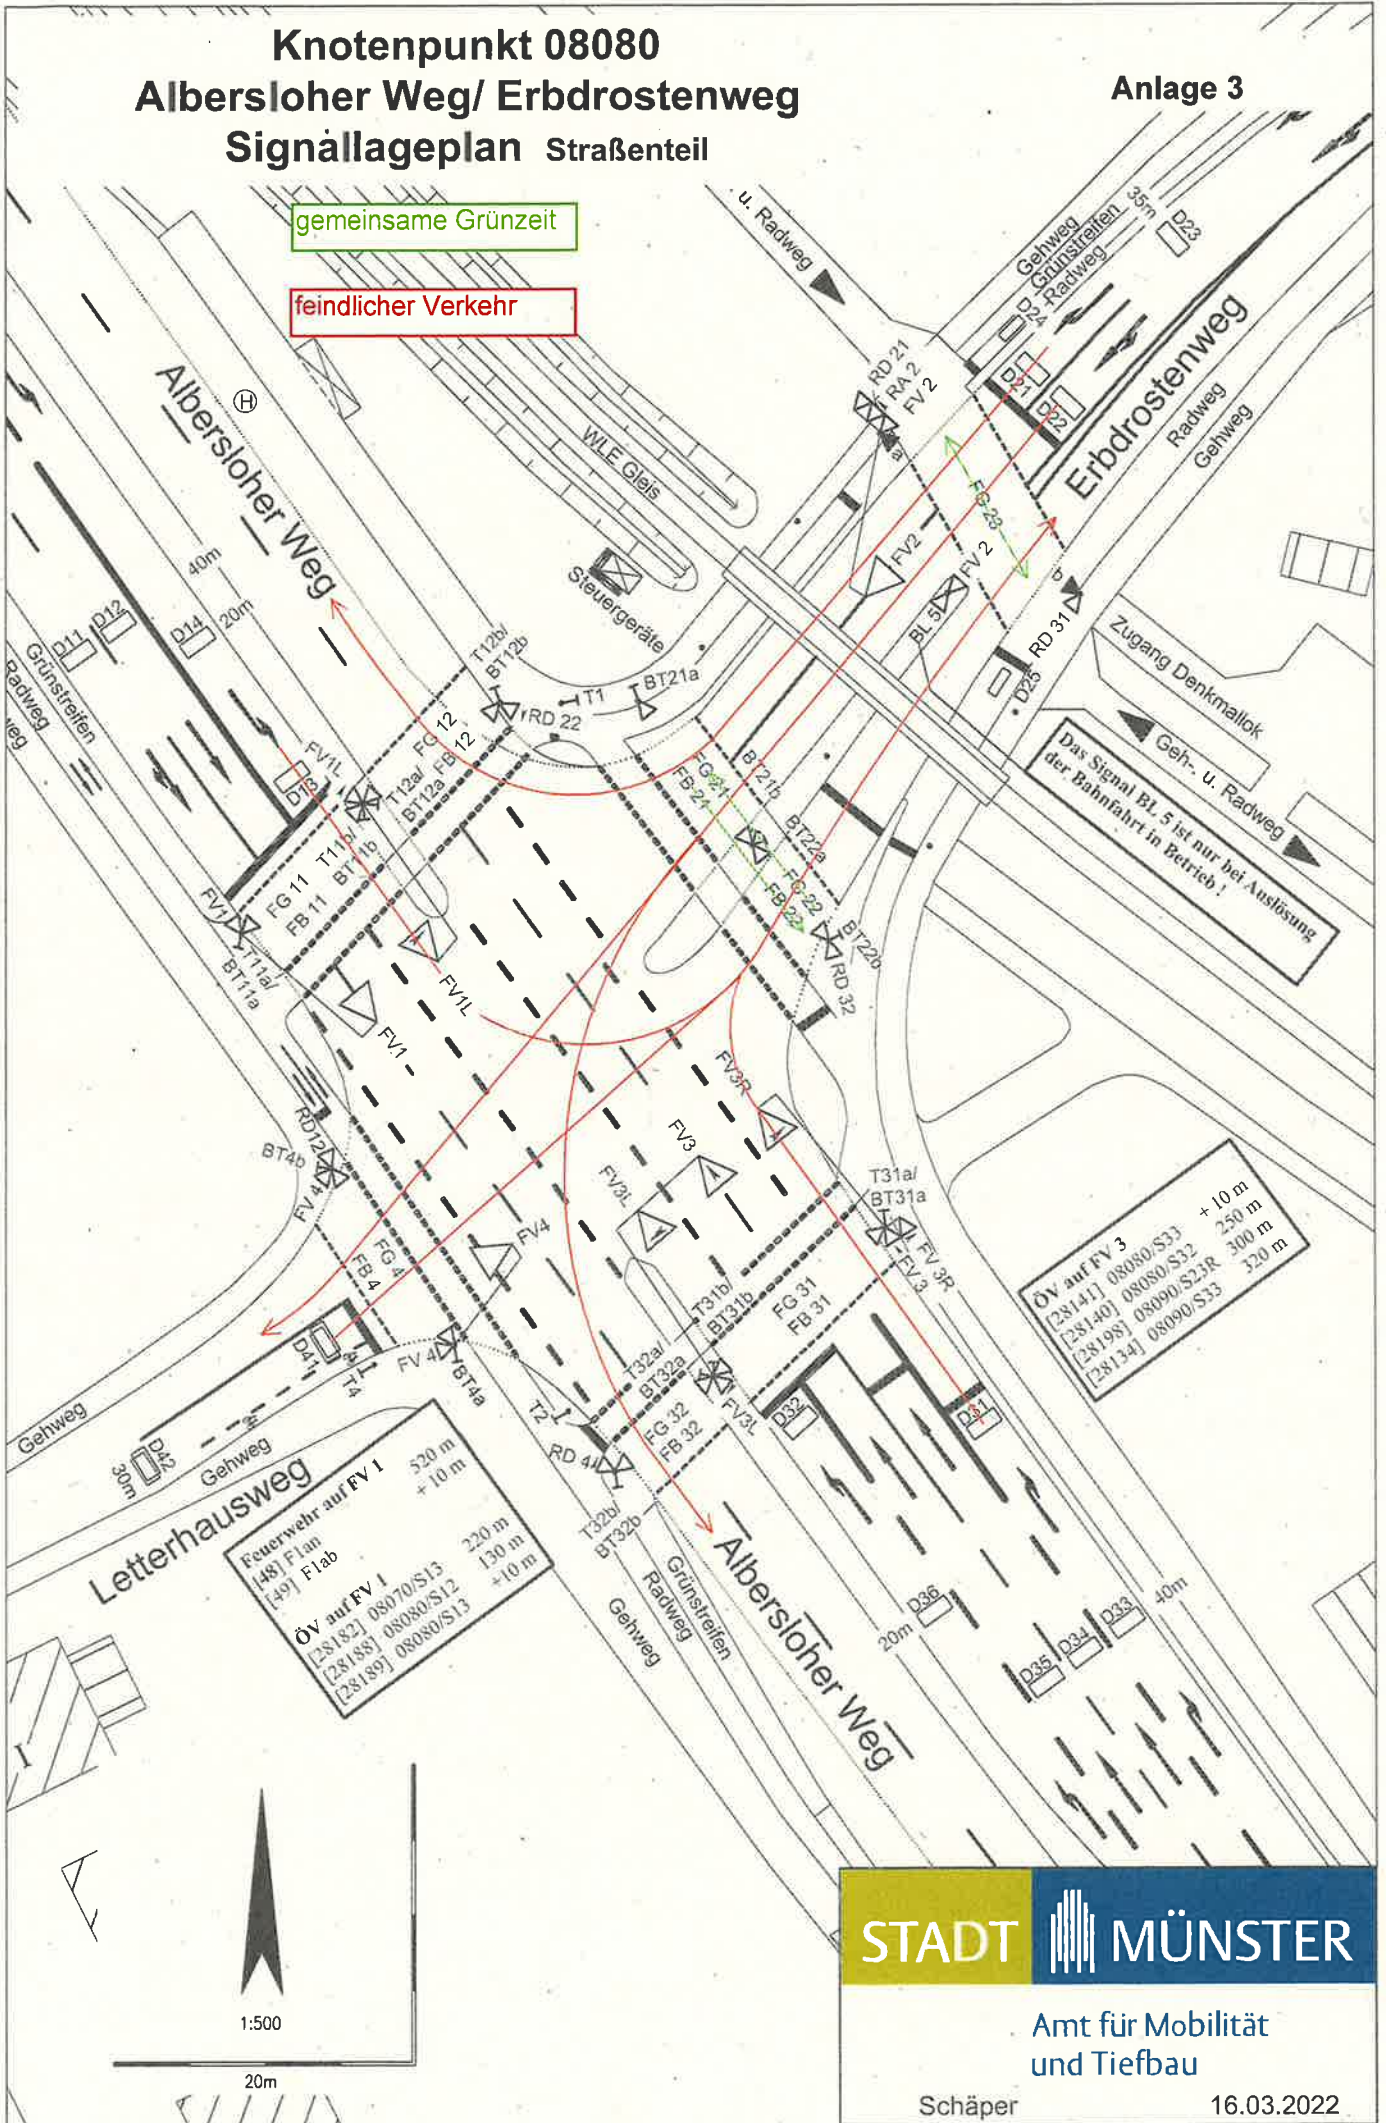 Knotenpunkt 08080
Albersloher Weg/ Erbdrostenweg
Signallageplan Straßenteil
Anlage 3
gemeinsame Grünzeit
feindlicher Verkehr
u. Radweg
Gehweg
Grünstreifen
Radweg
35m
D23
D24
D21
D22
Erbdrostenweg
Radweg
Gehweg
RD 21
RA 2
FV 2
a
Albersloher Weg
H
WLE Gleis
Steuergeräte
FG 23
FV2
FV 2
BL 5
b
RD 31
D25
Zugang Denkmallok
Geh-. u. Radweg
Das Signal BL 5 ist nur bei Auslösung
der Bahnfahrt in Betrieb !
40m
20m
D11
D12
D14
Grünstreifen
Radweg
weg
T12b/
BT12b
T1
BT21a
RD 22
FG 12
FB 12
T12a/
BT12a
FV1L
D13
T11b/
BT11b
FG 11
FB 11
FV1
T11a/
BT11a
FG 21
FB 21
BT21b
BT22a
FG 22
FB 22
BT22b
RD 32
FV1L
FV1
FV3R
FV3
FV3L
RD12
BT4b
FV 4
FG 4
FB 4
FV4
T31a/
BT31a
FV 3R
FV3
T31b/
BT31b
FG 31
FB 31
ÖV auf FV 3
[28141] 08080/S33 + 10 m
[28140] 08080/S32 250 m
[28198] 08090/S23R 300 m
[28134] 08090/S33 320 m
D41
T4
FV 4
BT4a
T2
RD 4
T32a/
BT32a
FG 32
FB 32
FV3L
D32
D31
T32b/
BT32b
Gehweg
D42
30m
Gehweg
Letterhausweg
Feuerwehr auf FV 1
[48] F1an 520 m
[49] F1ab + 10 m
ÖV auf FV 1
[28182] 08070/S13 220 m
[28188] 08080/S12 130 m
[28189] 08080/S13 +10 m
Grünstreifen
Radweg
Gehweg
Albersloher Weg
D36
20m
D35
D34
D33
40m
I
1:500
20m
STADT MÜNSTER
Amt für Mobilität
und Tiefbau
Schäper 16.03.2022